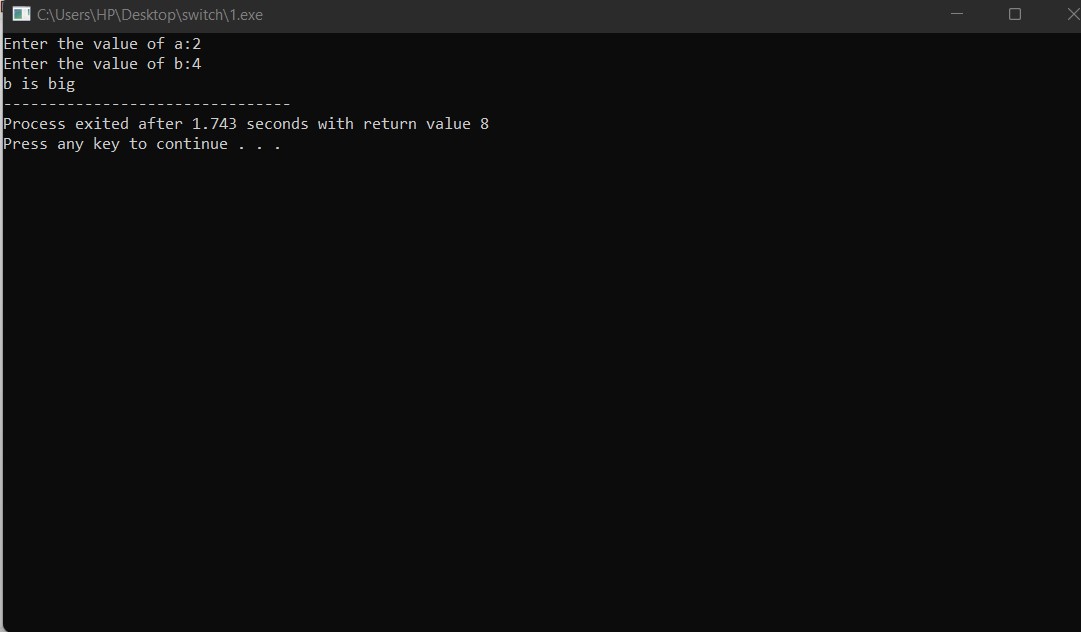 C:\Users\HP\Desktop\switch\1.exe
Enter the value of a:2
Enter the value of b:4
b is big
--------------------------------
Process exited after 1.743 seconds with return value 8
Press any key to continue . . .